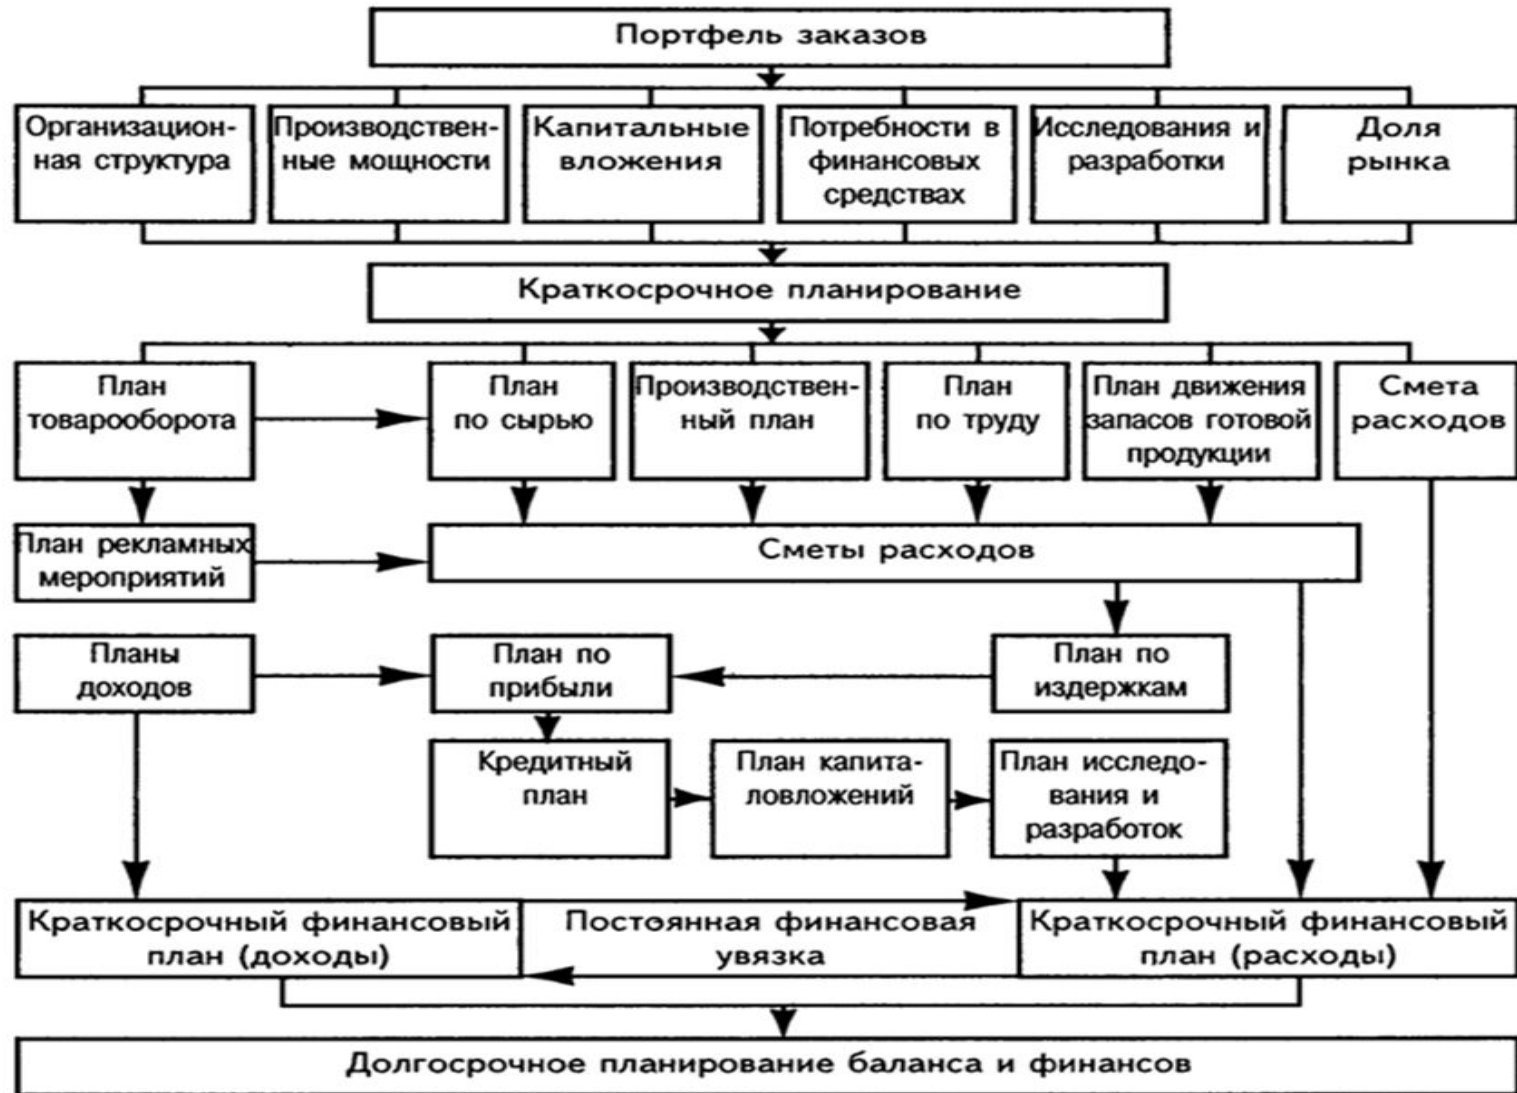 Портфель заказов
Организацион-
ная структура
Производствен-
ные мощности
Капитальные
вложения
Потребности в
финансовых
средствах
Исследования и
разработки
Доля
рынка
Краткосрочное планирование
План
товарооборота
План
по сырью
Производствен-
ный план
План
по труду
План движения
запасов готовой
продукции
Смета
расходов
План рекламных
мероприятий
Сметы расходов
Планы
доходов
План по
прибыли
План по
издержкам
Кредитный
план
План капита-
ловложений
План исследо-
вания и
разработок
Краткосрочный финансовый
план (доходы)
Постоянная финансовая
увязка
Краткосрочный финансовый
план (расходы)
Долгосрочное планирование баланса и финансов